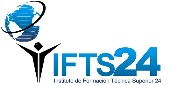 IFTS24
Instituto de Formación Técnica Superior 24